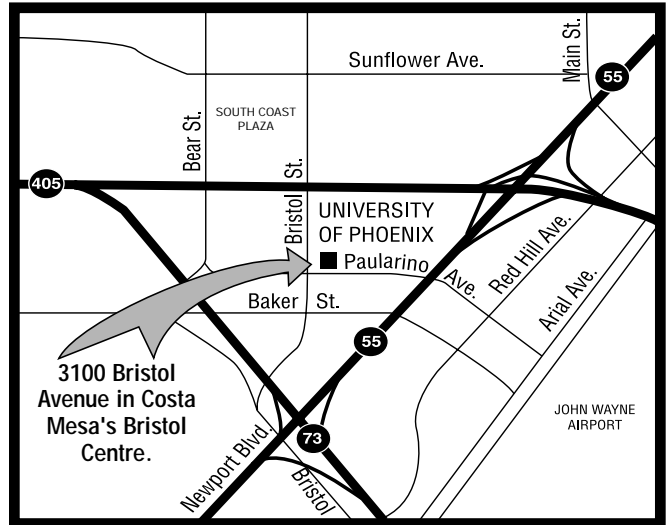 Sunflower Ave.
Main St.
55
SOUTH COAST
PLAZA
Bear St.
Bristol St.
405
UNIVERSITY
OF PHOENIX
Paularino Ave.
Red Hill Ave.
Arial Ave.
Baker St.
55
3100 Bristol
Avenue in Costa
Mesa's Bristol
Centre.
JOHN WAYNE
AIRPORT
Newport Blvd.
73
Bristol